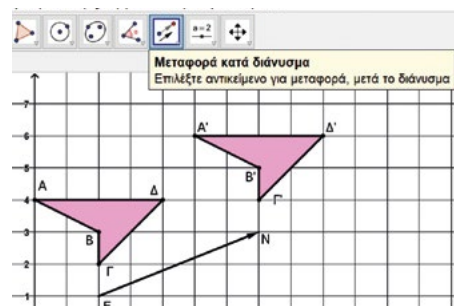 a=2
Μεταφορά κατά διάνυσμα
Επιλέξτε αντικείμενο για μεταφορά, μετά το διάνυσμα
7
6
5
4
3
2
1
Α'
Δ'
Β'
Γ'
Α
Δ
Β
Γ
Ν